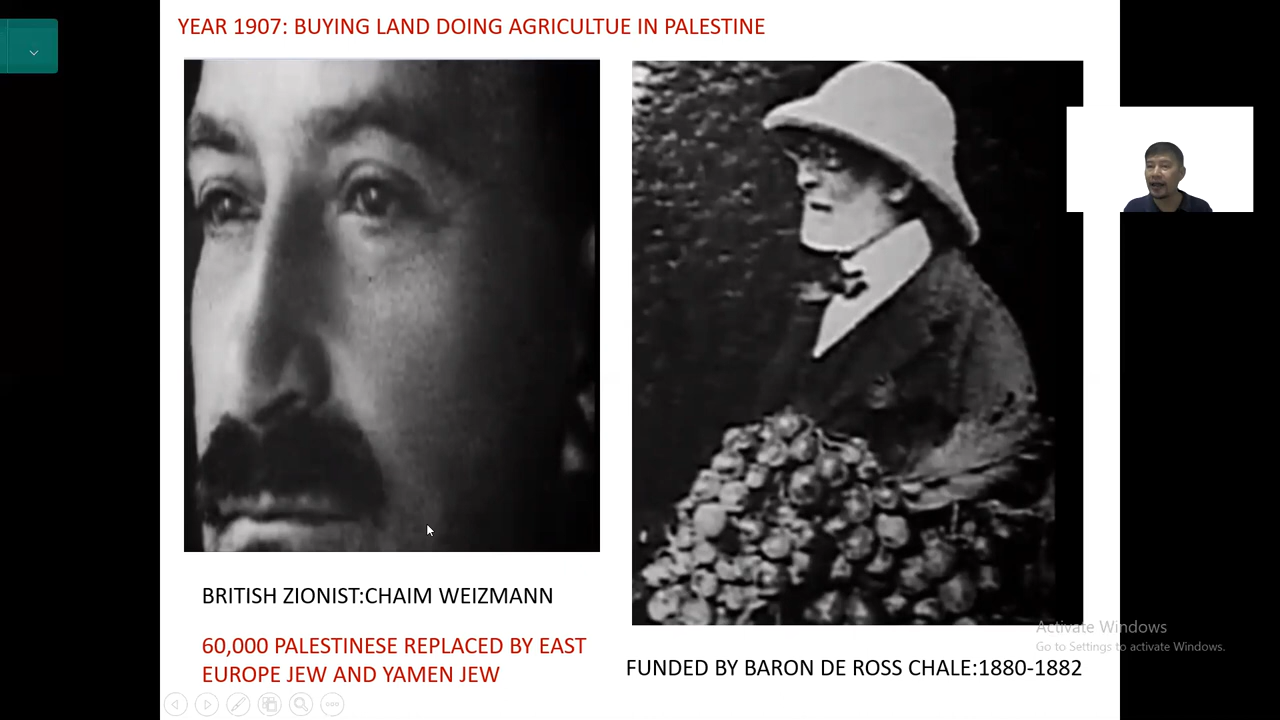 YEAR 1907: BUYING LAND DOING AGRICULTUE IN PALESTINE
BRITISH ZIONIST:CHAIM WEIZMANN
60,000 PALESTINESE REPLACED BY EAST
EUROPE JEW AND YAMEN JEW
FUNDED BY BARON DE ROSS CHALE:1880-1882
Activate Windows
Go to Settings to activate Windows.